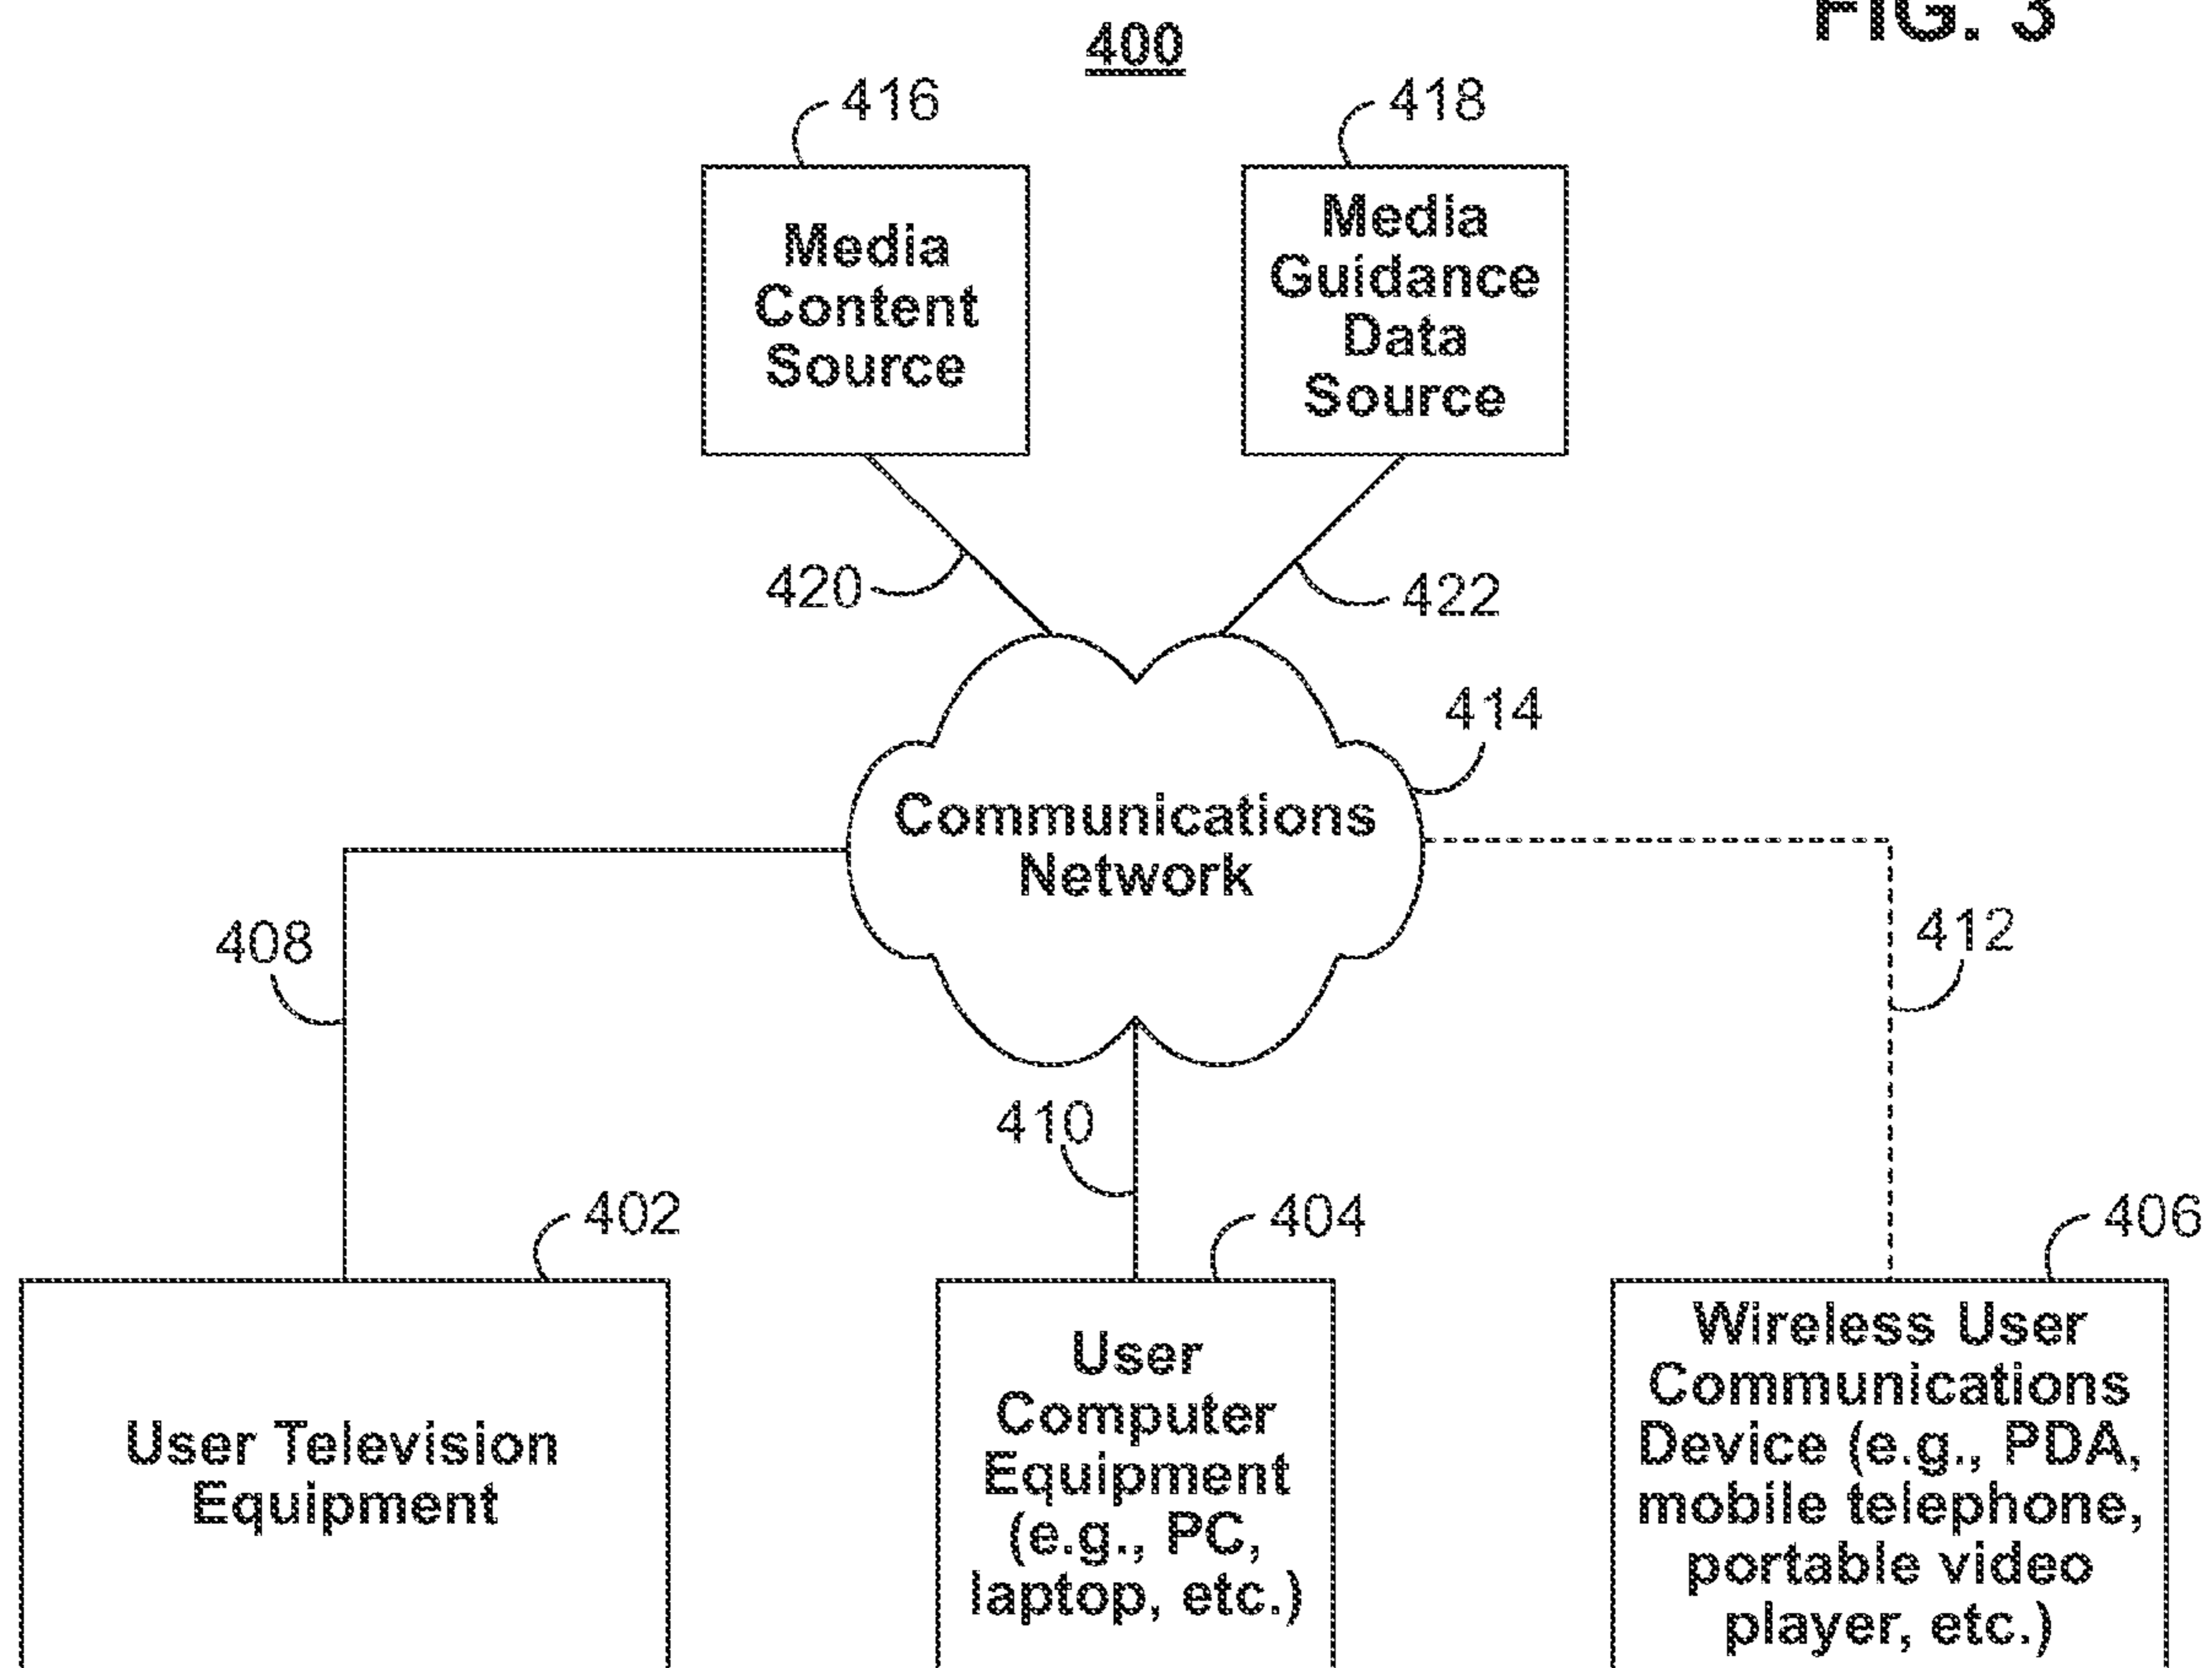 FIG. 3
400
416
418
Media
Content
Source
Media
Guidance
Data
Source
420
422
414
Communications
Network
408
412
410
402
404
406
User Television
Equipment
User
Computer
Equipment
(e.g., PC,
laptop, etc.)
Wireless User
Communications
Device (e.g., PDA,
mobile telephone,
portable video
player, etc.)